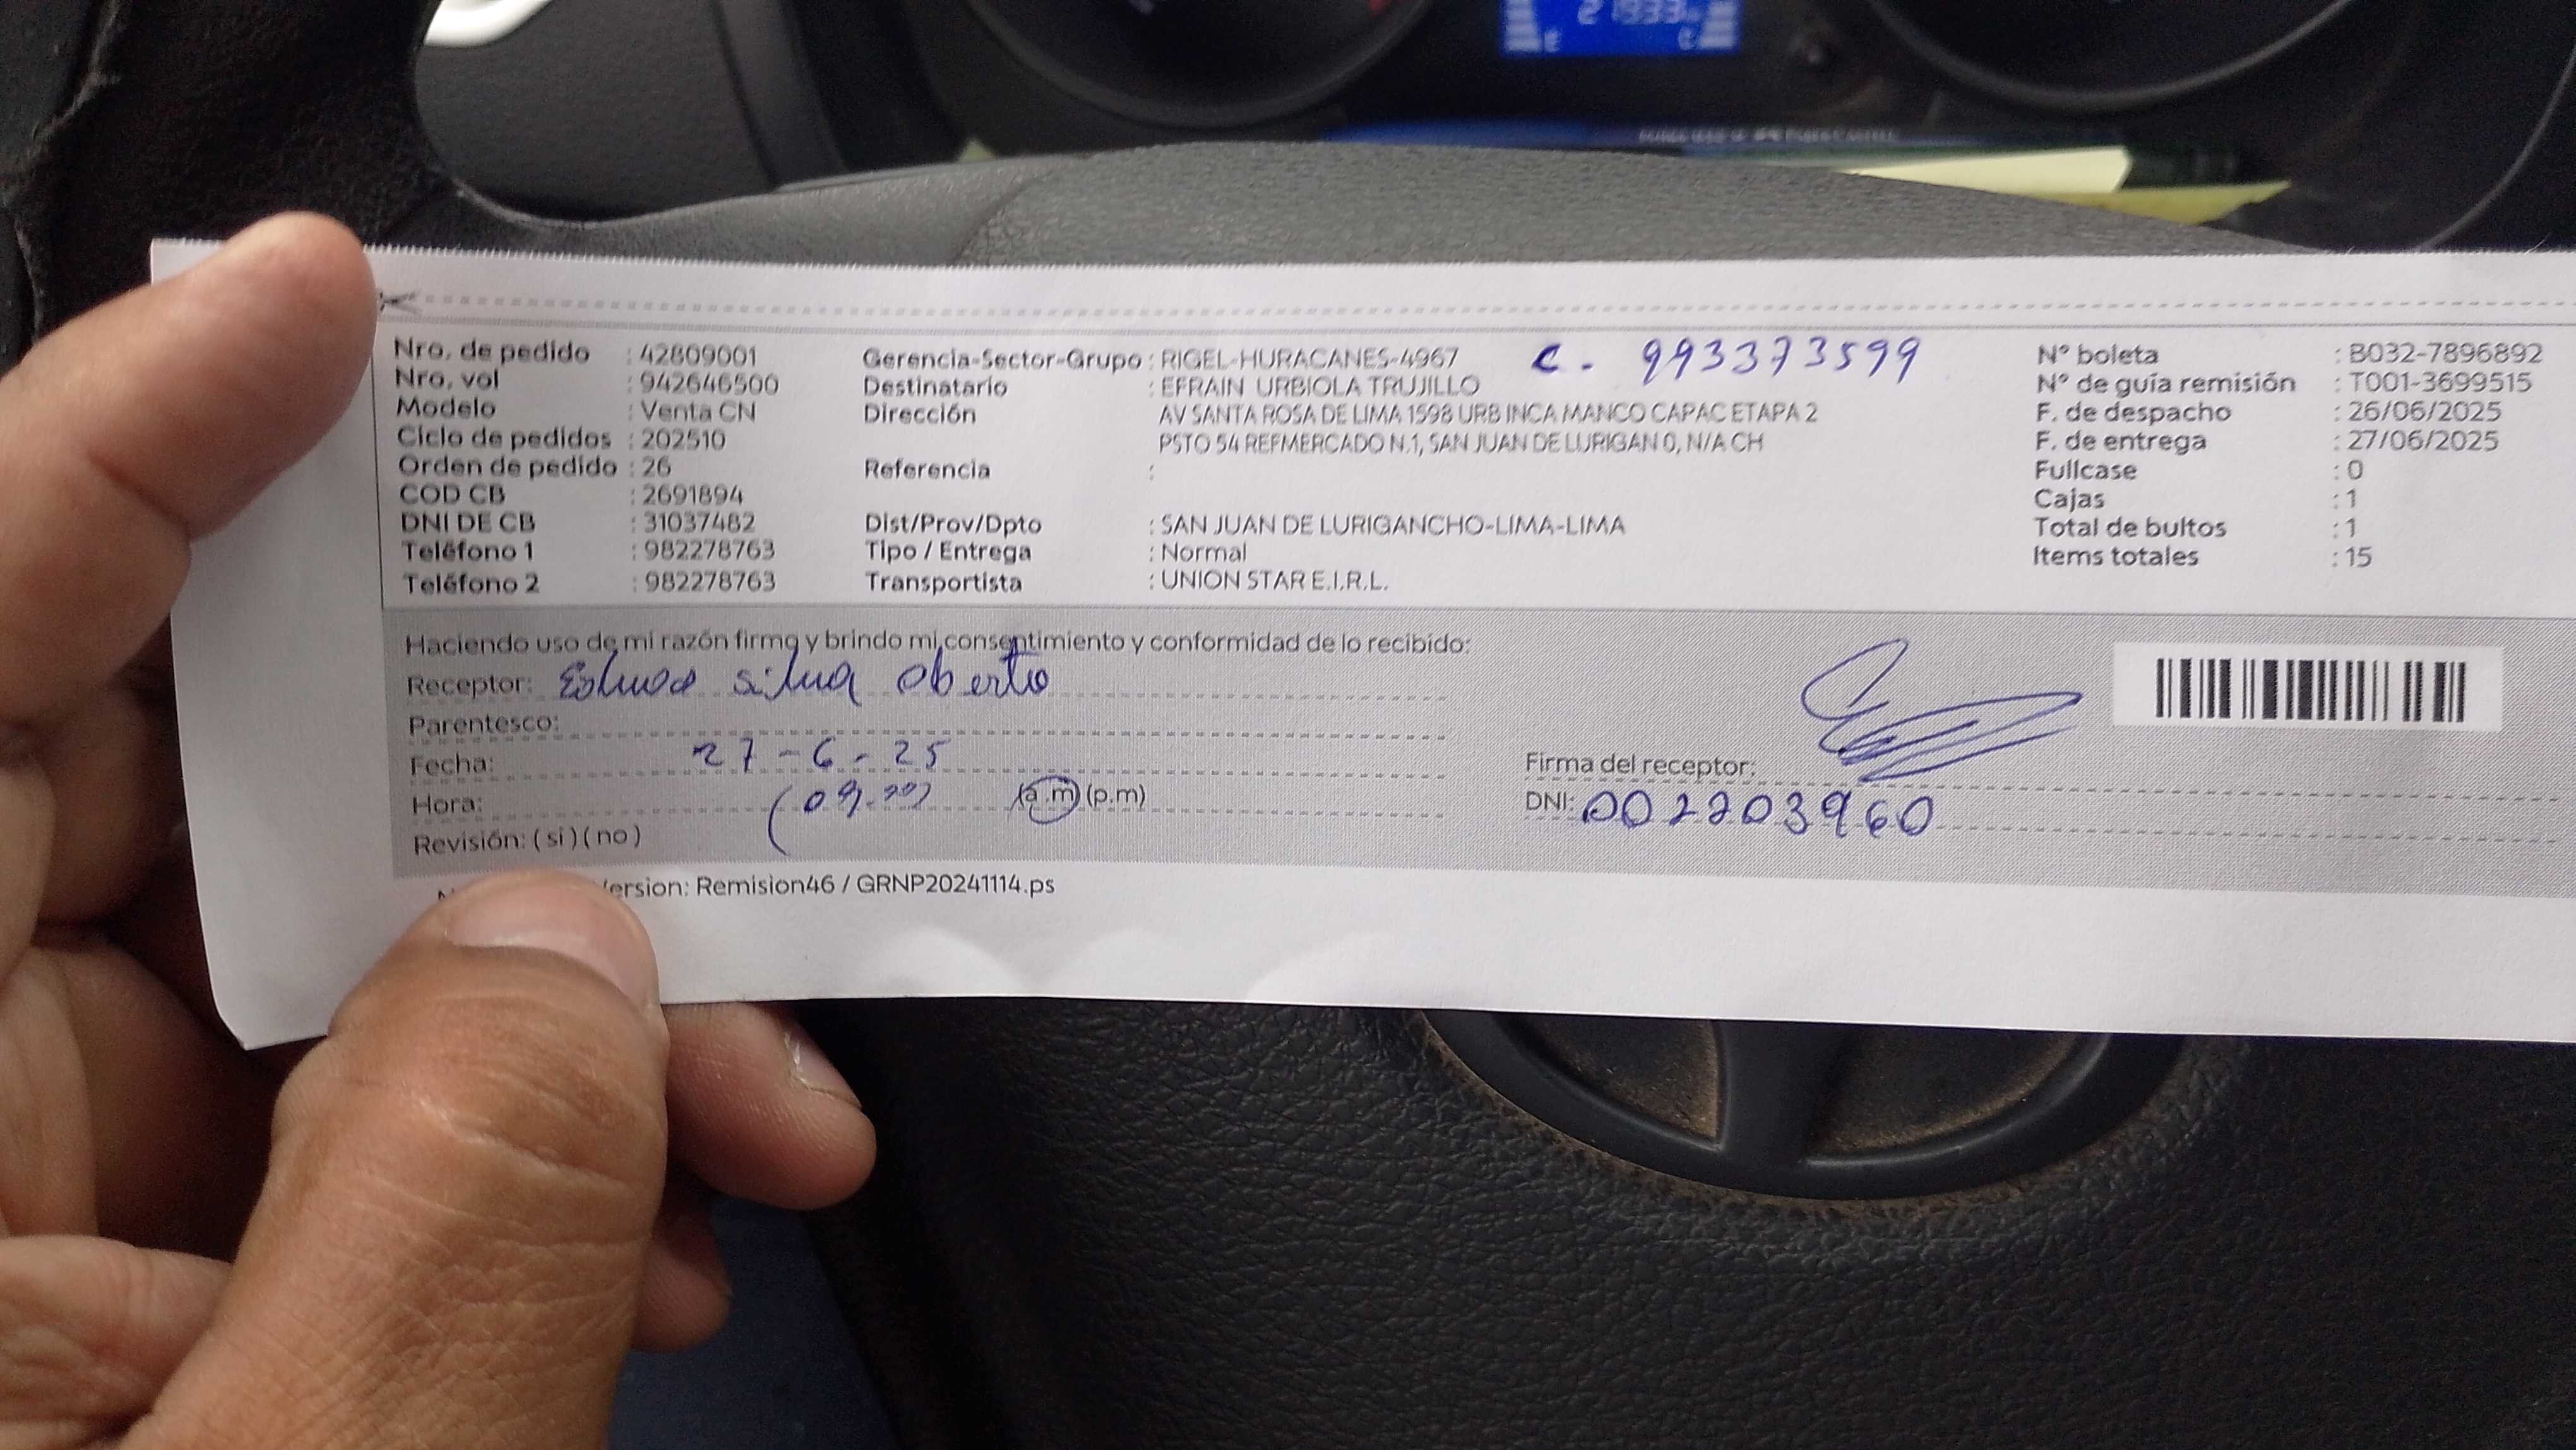 Nro. de pedido : 42809001
Nro. vol : 942646500
Modelo : Venta CN
Ciclo de pedidos : 202510
Orden de pedido : 26
COD CB : 2691894
DNI DE CB : 31037482
Teléfono 1 : 982278763
Teléfono 2 : 982278763
Gerencia-Sector-Grupo : RIGEL-HURACANES-4967
Destinatario : EFRAIN URBIOLA TRUJILLO
Dirección AV SANTA ROSA DE LIMA 1598 URB INCA MANCO CAPAC ETAPA 2
PSTO 54 REFMERCADO N.1, SAN JUAN DE LURIGAN 0, N/A CH
Referencia :
Dist/Prov/Dpto : SAN JUAN DE LURIGANCHO-LIMA-LIMA
Tipo / Entrega : Normal
Transportista : UNION STAR E.I.R.L.
C. 993373599
N° boleta : B032-7896892
N° de guía remisión : T001-3699515
F. de despacho : 26/06/2025
F. de entrega : 27/06/2025
Fullcase : 0
Cajas : 1
Total de bultos : 1
Items totales : 15
Haciendo uso de mi razón firmo y brindo mi consentimiento y conformidad de lo recibido:
Receptor: silua oberto
Parentesco:
Fecha: 27-6-25
Hora: (a.m) (p.m)
Revisión: ( si ) ( no )
Firma del receptor:
DNI: 002203960
Remision46 / GRNP20241114.ps